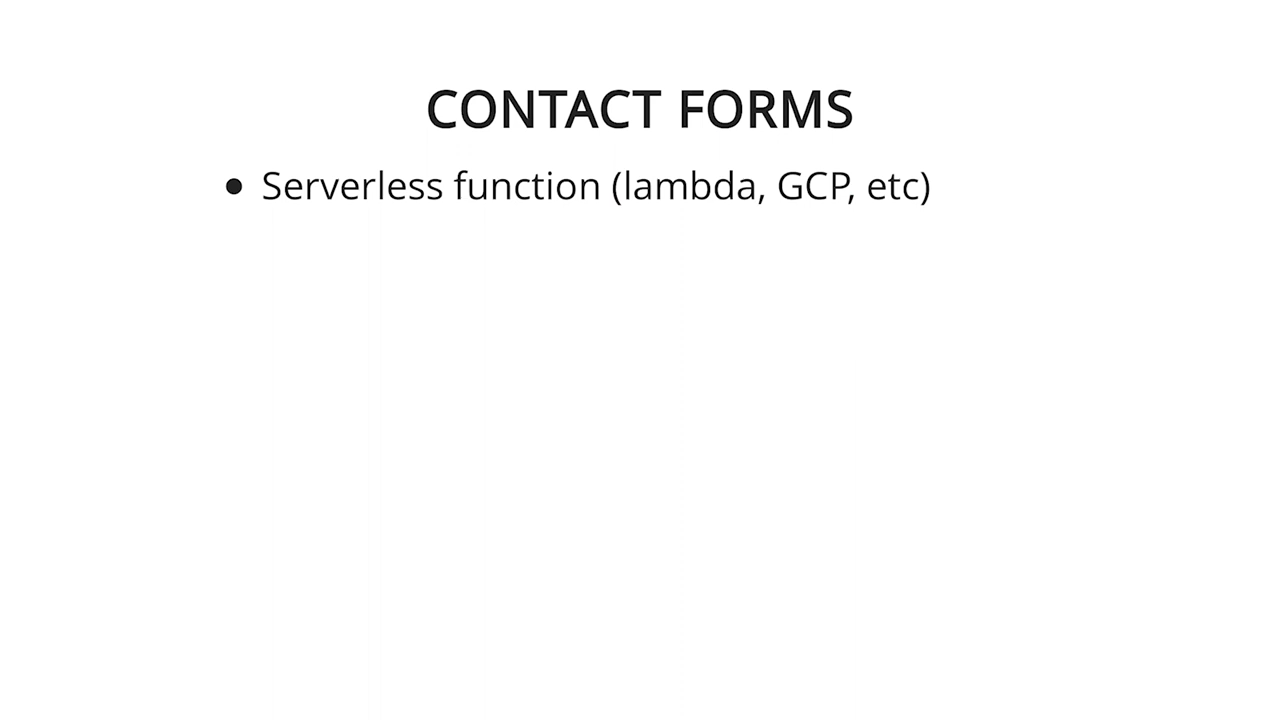 CONTACT FORMS
• Serverless function (lambda, GCP, etc)